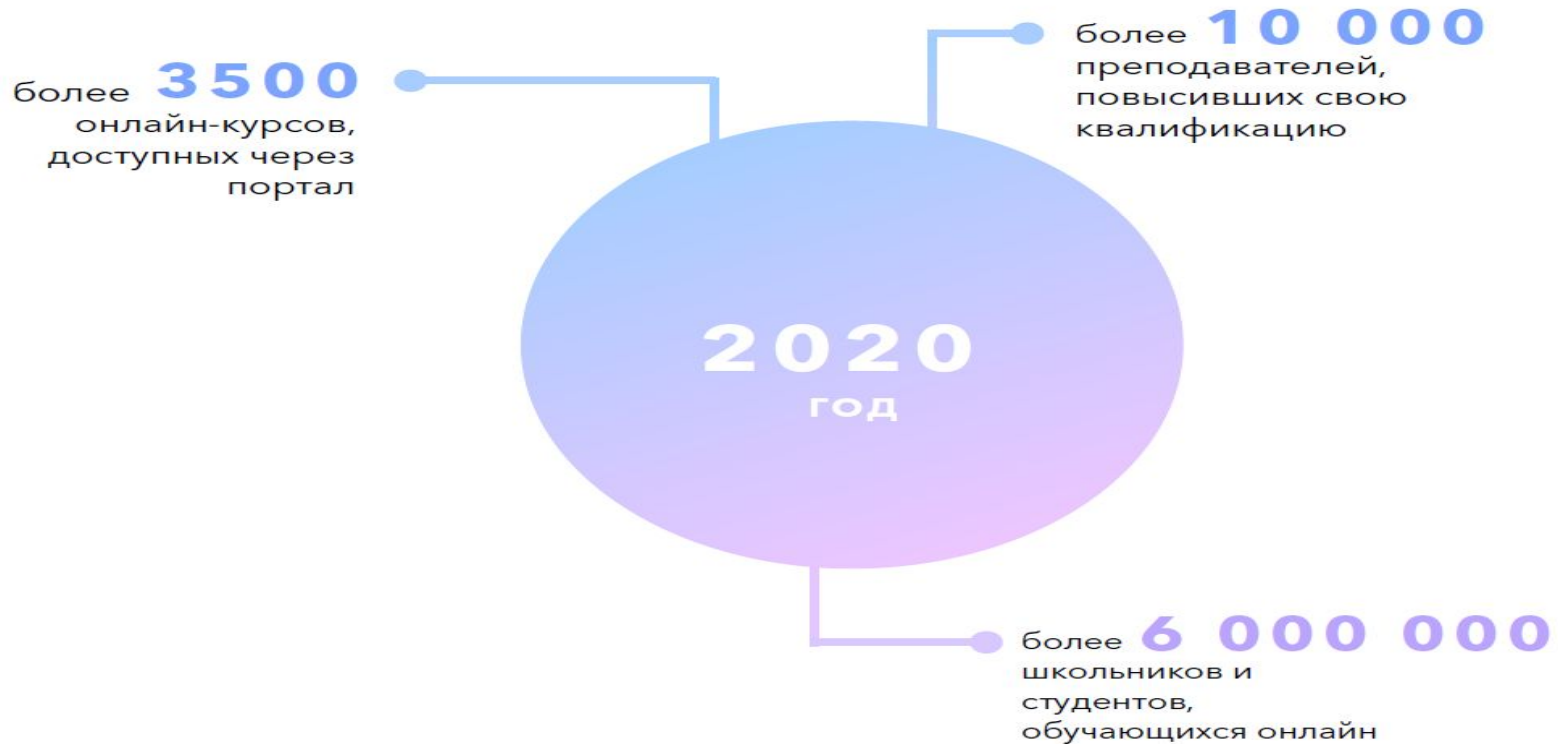 более 3500
онлайн-курсов,
доступных через
портал
более 10 000
преподавателей,
повысивших свою
квалификацию
2020
год
более 6 000 000
школьников и
студентов,
обучающихся онлайн